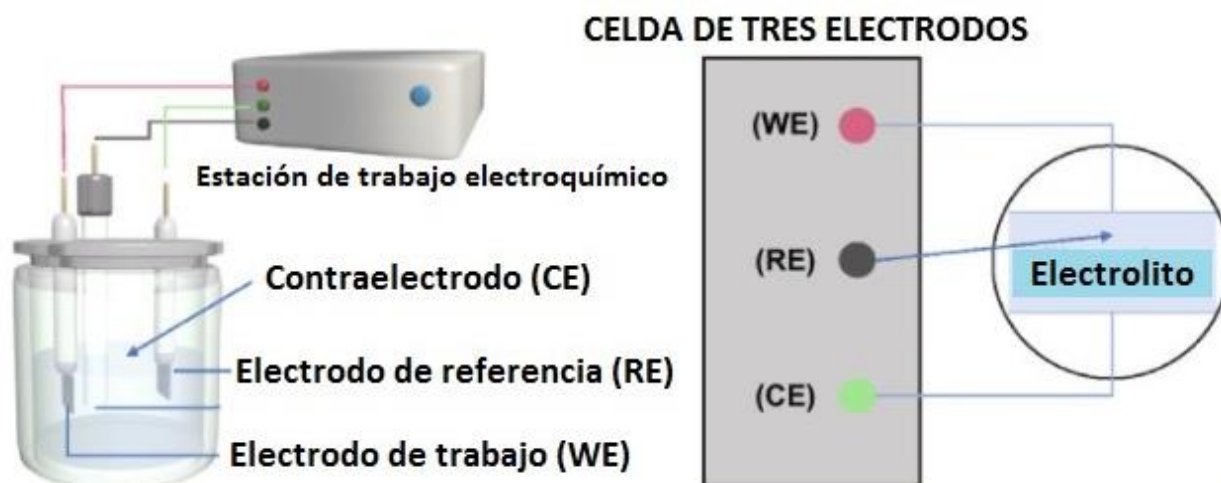 CELDA DE TRES ELECTRODOS
Estación de trabajo electroquímico
Contraelectrodo (CE)
Electrodo de referencia (RE)
Electrodo de trabajo (WE)
(WE)
(RE)
(CE)
Electrolito